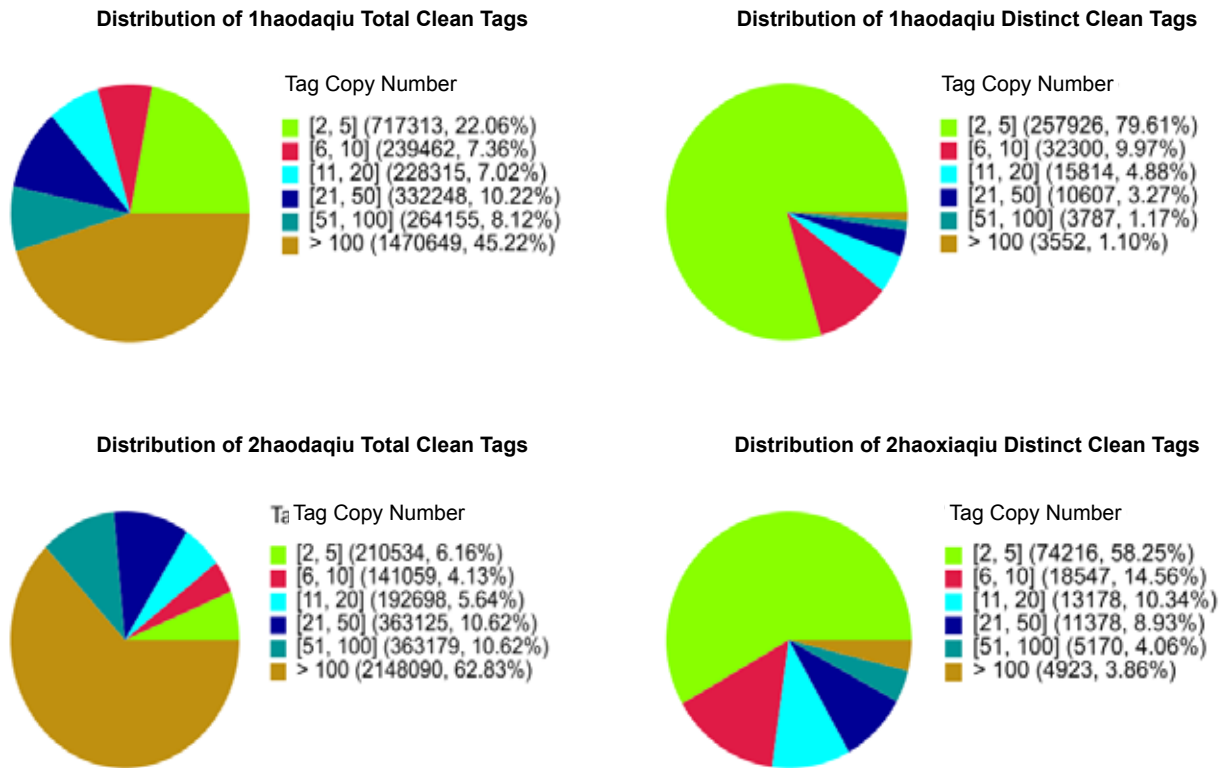 Distribution of 1haodaqiu Total Clean Tags
Tag Copy Number
[2, 5] (717313, 22.06%)
[6, 10] (239462, 7.36%)
[11, 20] (228315, 7.02%)
[21, 50] (332248, 10.22%)
[51, 100] (264155, 8.12%)
> 100 (1470649, 45.22%)
Distribution of 1haodaqiu Distinct Clean Tags
Tag Copy Number
[2, 5] (257926, 79.61%)
[6, 10] (32300, 9.97%)
[11, 20] (15814, 4.88%)
[21, 50] (10607, 3.27%)
[51, 100] (3787, 1.17%)
> 100 (3552, 1.10%)
Distribution of 2haodaqiu Total Clean Tags
Ta Tag Copy Number
[2, 5] (210534, 6.16%)
[6, 10] (141059, 4.13%)
[11, 20] (192698, 5.64%)
[21, 50] (363125, 10.62%)
[51, 100] (363179, 10.62%)
> 100 (2148090, 62.83%)
Distribution of 2haoxiaqiu Distinct Clean Tags
Tag Copy Number
[2, 5] (74216, 58.25%)
[6, 10] (18547, 14.56%)
[11, 20] (13178, 10.34%)
[21, 50] (11378, 8.93%)
[51, 100] (5170, 4.06%)
> 100 (4923, 3.86%)